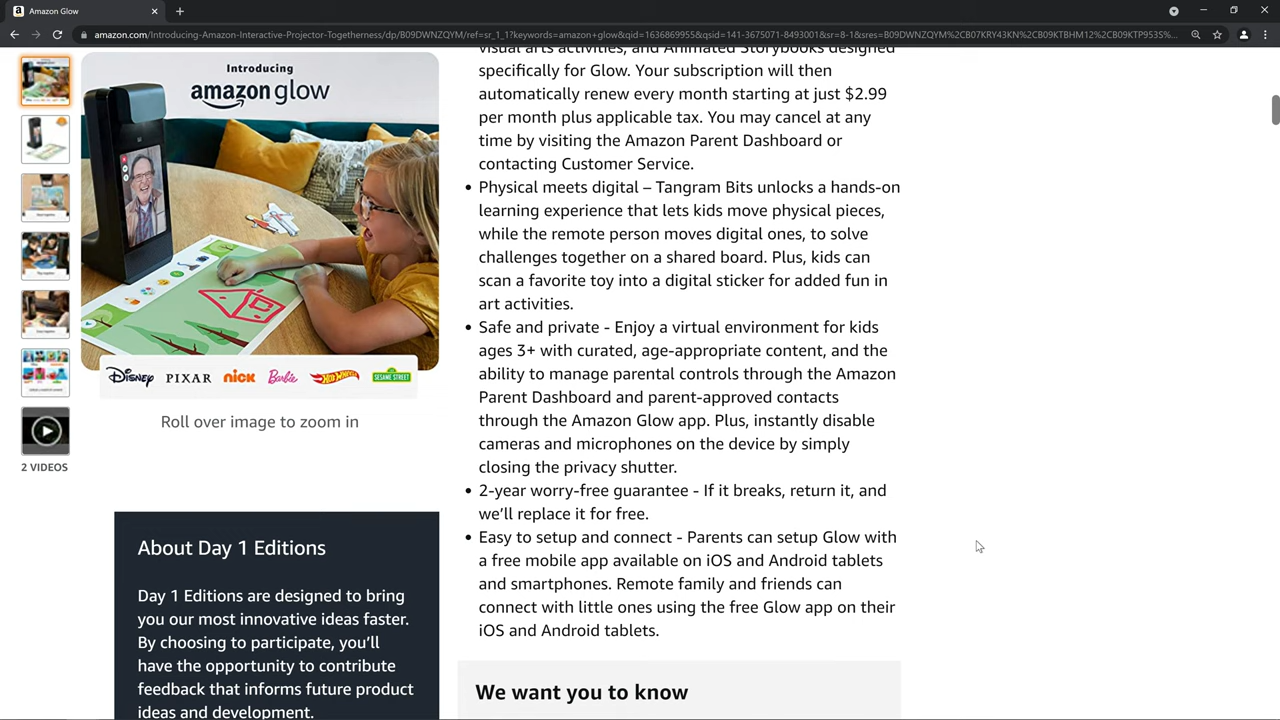 Amazon Glow
amazon.com/Introducing-Amazon-Interactive-Projector-Togetherness/dp/B09DWNZQYM/ref=sr_1_1?keywords=amazon+glow&qid=1636869955&qsid=141-3675071-8493001&sr=8-1&sres=B09DWNZQYM%2CB07KRY43KN%2CB09KTBHM12%2CB09KTP953S%...
Introducing
amazon glow
DISNEY PIXAR nick Barbie Hot Wheels SESAME STREET
Roll over image to zoom in
2 VIDEOS
About Day 1 Editions
Day 1 Editions are designed to bring
you our most innovative ideas faster.
By choosing to participate, you'll
have the opportunity to contribute
feedback that informs future product
ideas and development.
visual arts activities, and Animated Storybooks designed
specifically for Glow. Your subscription will then
automatically renew every month starting at just $2.99
per month plus applicable tax. You may cancel at any
time by visiting the Amazon Parent Dashboard or
contacting Customer Service.
• Physical meets digital – Tangram Bits unlocks a hands-on
learning experience that lets kids move physical pieces,
while the remote person moves digital ones, to solve
challenges together on a shared board. Plus, kids can
scan a favorite toy into a digital sticker for added fun in
art activities.
• Safe and private - Enjoy a virtual environment for kids
ages 3+ with curated, age-appropriate content, and the
ability to manage parental controls through the Amazon
Parent Dashboard and parent-approved contacts
through the Amazon Glow app. Plus, instantly disable
cameras and microphones on the device by simply
closing the privacy shutter.
• 2-year worry-free guarantee - If it breaks, return it, and
we'll replace it for free.
• Easy to setup and connect - Parents can setup Glow with
a free mobile app available on iOS and Android tablets
and smartphones. Remote family and friends can
connect with little ones using the free Glow app on their
iOS and Android tablets.
We want you to know